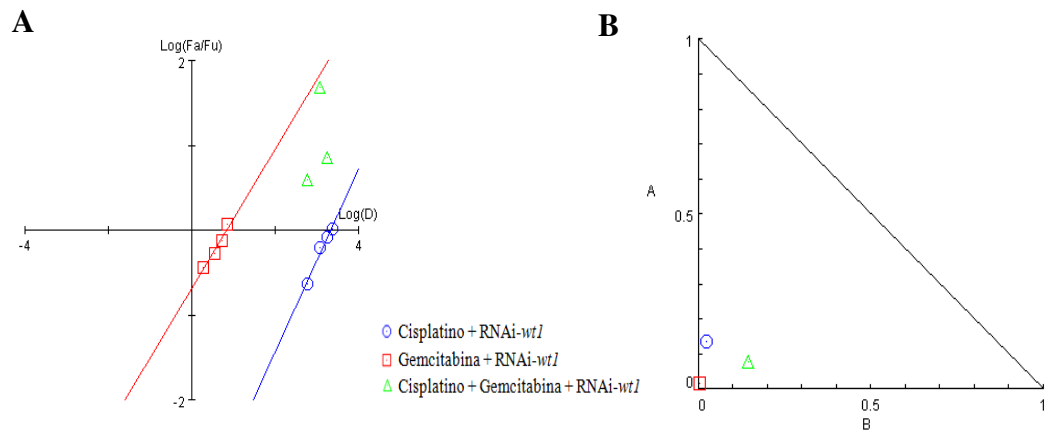 A
Log(Fa/Fu)
2
Log(D)
-4
4
-2
Cisplatino + RNAi-wt1
Gemcitabina + RNAi-wt1
Cisplatino + Gemcitabina + RNAi-wt1
B
1
A
0.5
0
0
0.5
1
B